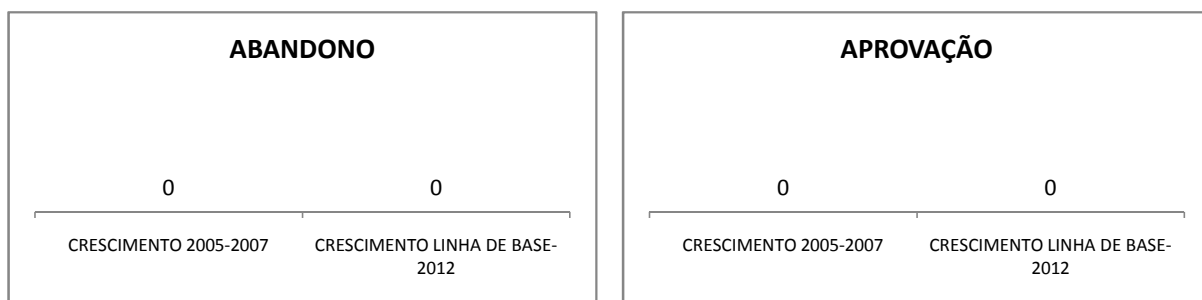 ABANDONO
0
0
CRESCIMENTO 2005-2007
CRESCIMENTO LINHA DE BASE-
2012
APROVAÇÃO
0
0
CRESCIMENTO 2005-2007
CRESCIMENTO LINHA DE BASE-
2012